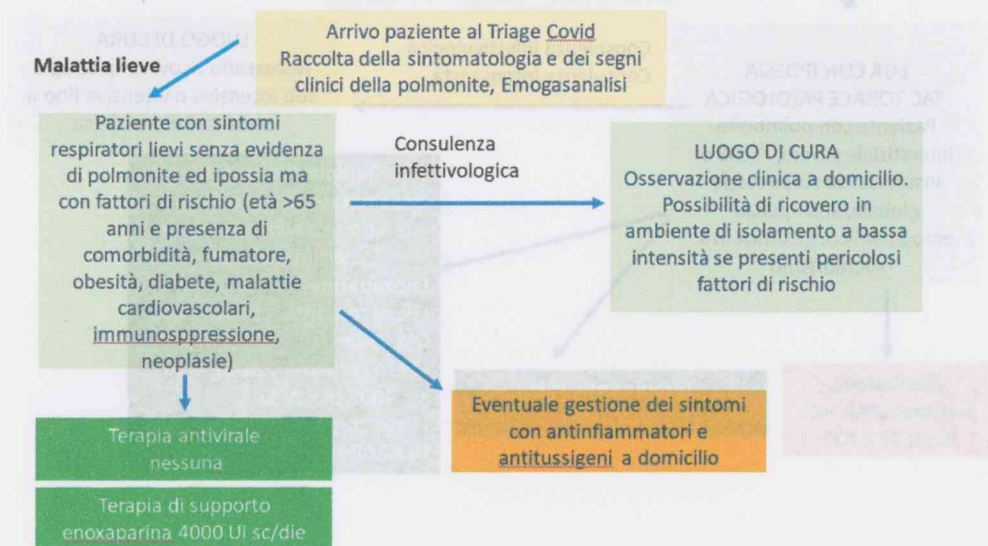 Arrivo paziente al Triage Covid
Raccolta della sintomatologia e dei segni
clinici della polmonite, Emogasanalisi
Malattia lieve
Paziente con sintomi
respiratori lievi senza evidenza
di polmonite ed ipossia ma
con fattori di rischio (età >65
anni e presenza di
comorbidità, fumatore,
obesità, diabete, malattie
cardiovascolari,
immunosppressione,
neoplasie)
Consulenza
infettivologica
LUOGO DI CURA
Osservazione clinica a domicilio.
Possibilità di ricovero in
ambiente di isolamento a bassa
intensità se presenti pericolosi
fattori di rischio
Terapia antivirale
nessuna
Terapia di supporto
enoxaparina 4000 UI sc/die
Eventuale gestione dei sintomi
con antinfiammatori e
antitussigeni a domicilio